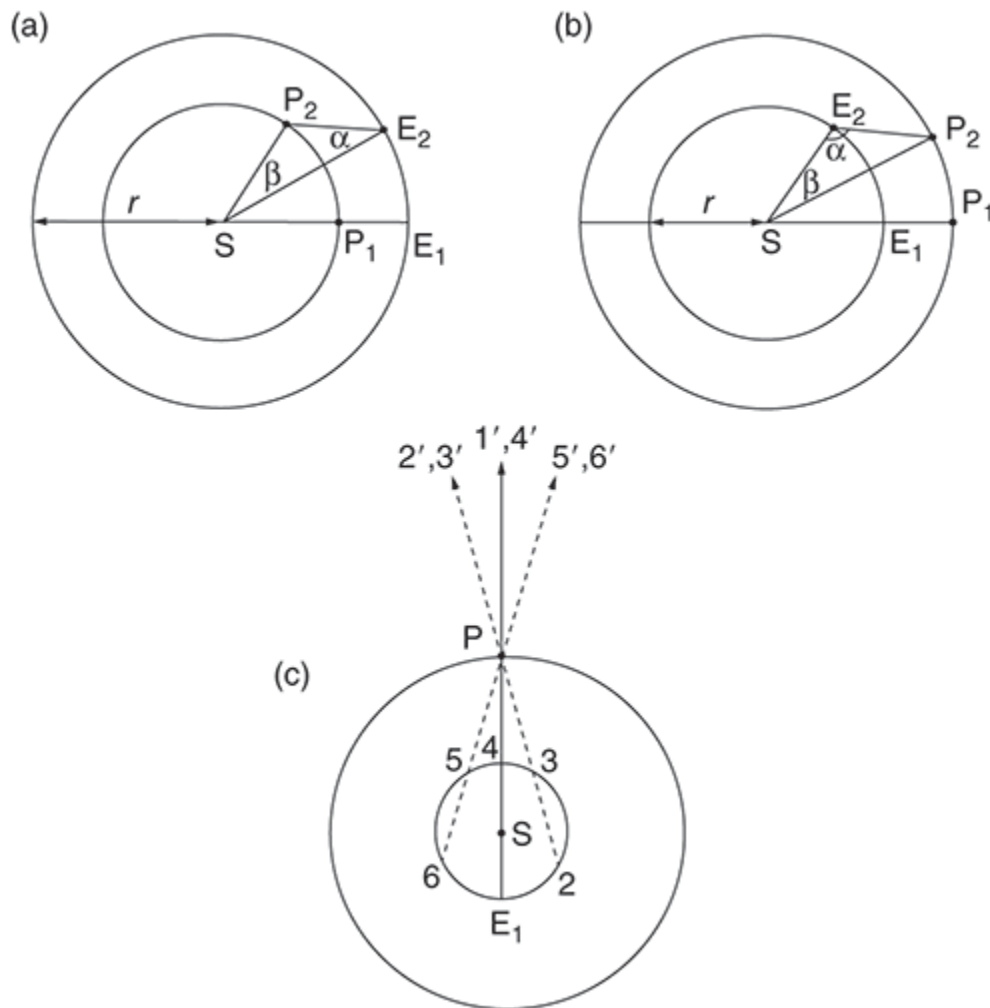 (a)
P₂
E₂
α
β
r
S
P₁
E₁
(b)
E₂
P₂
α
β
r
P₁
S
E₁
1′,4′
2′,3′
5′,6′
P
(c)
4
5
3
S
6
2
E₁